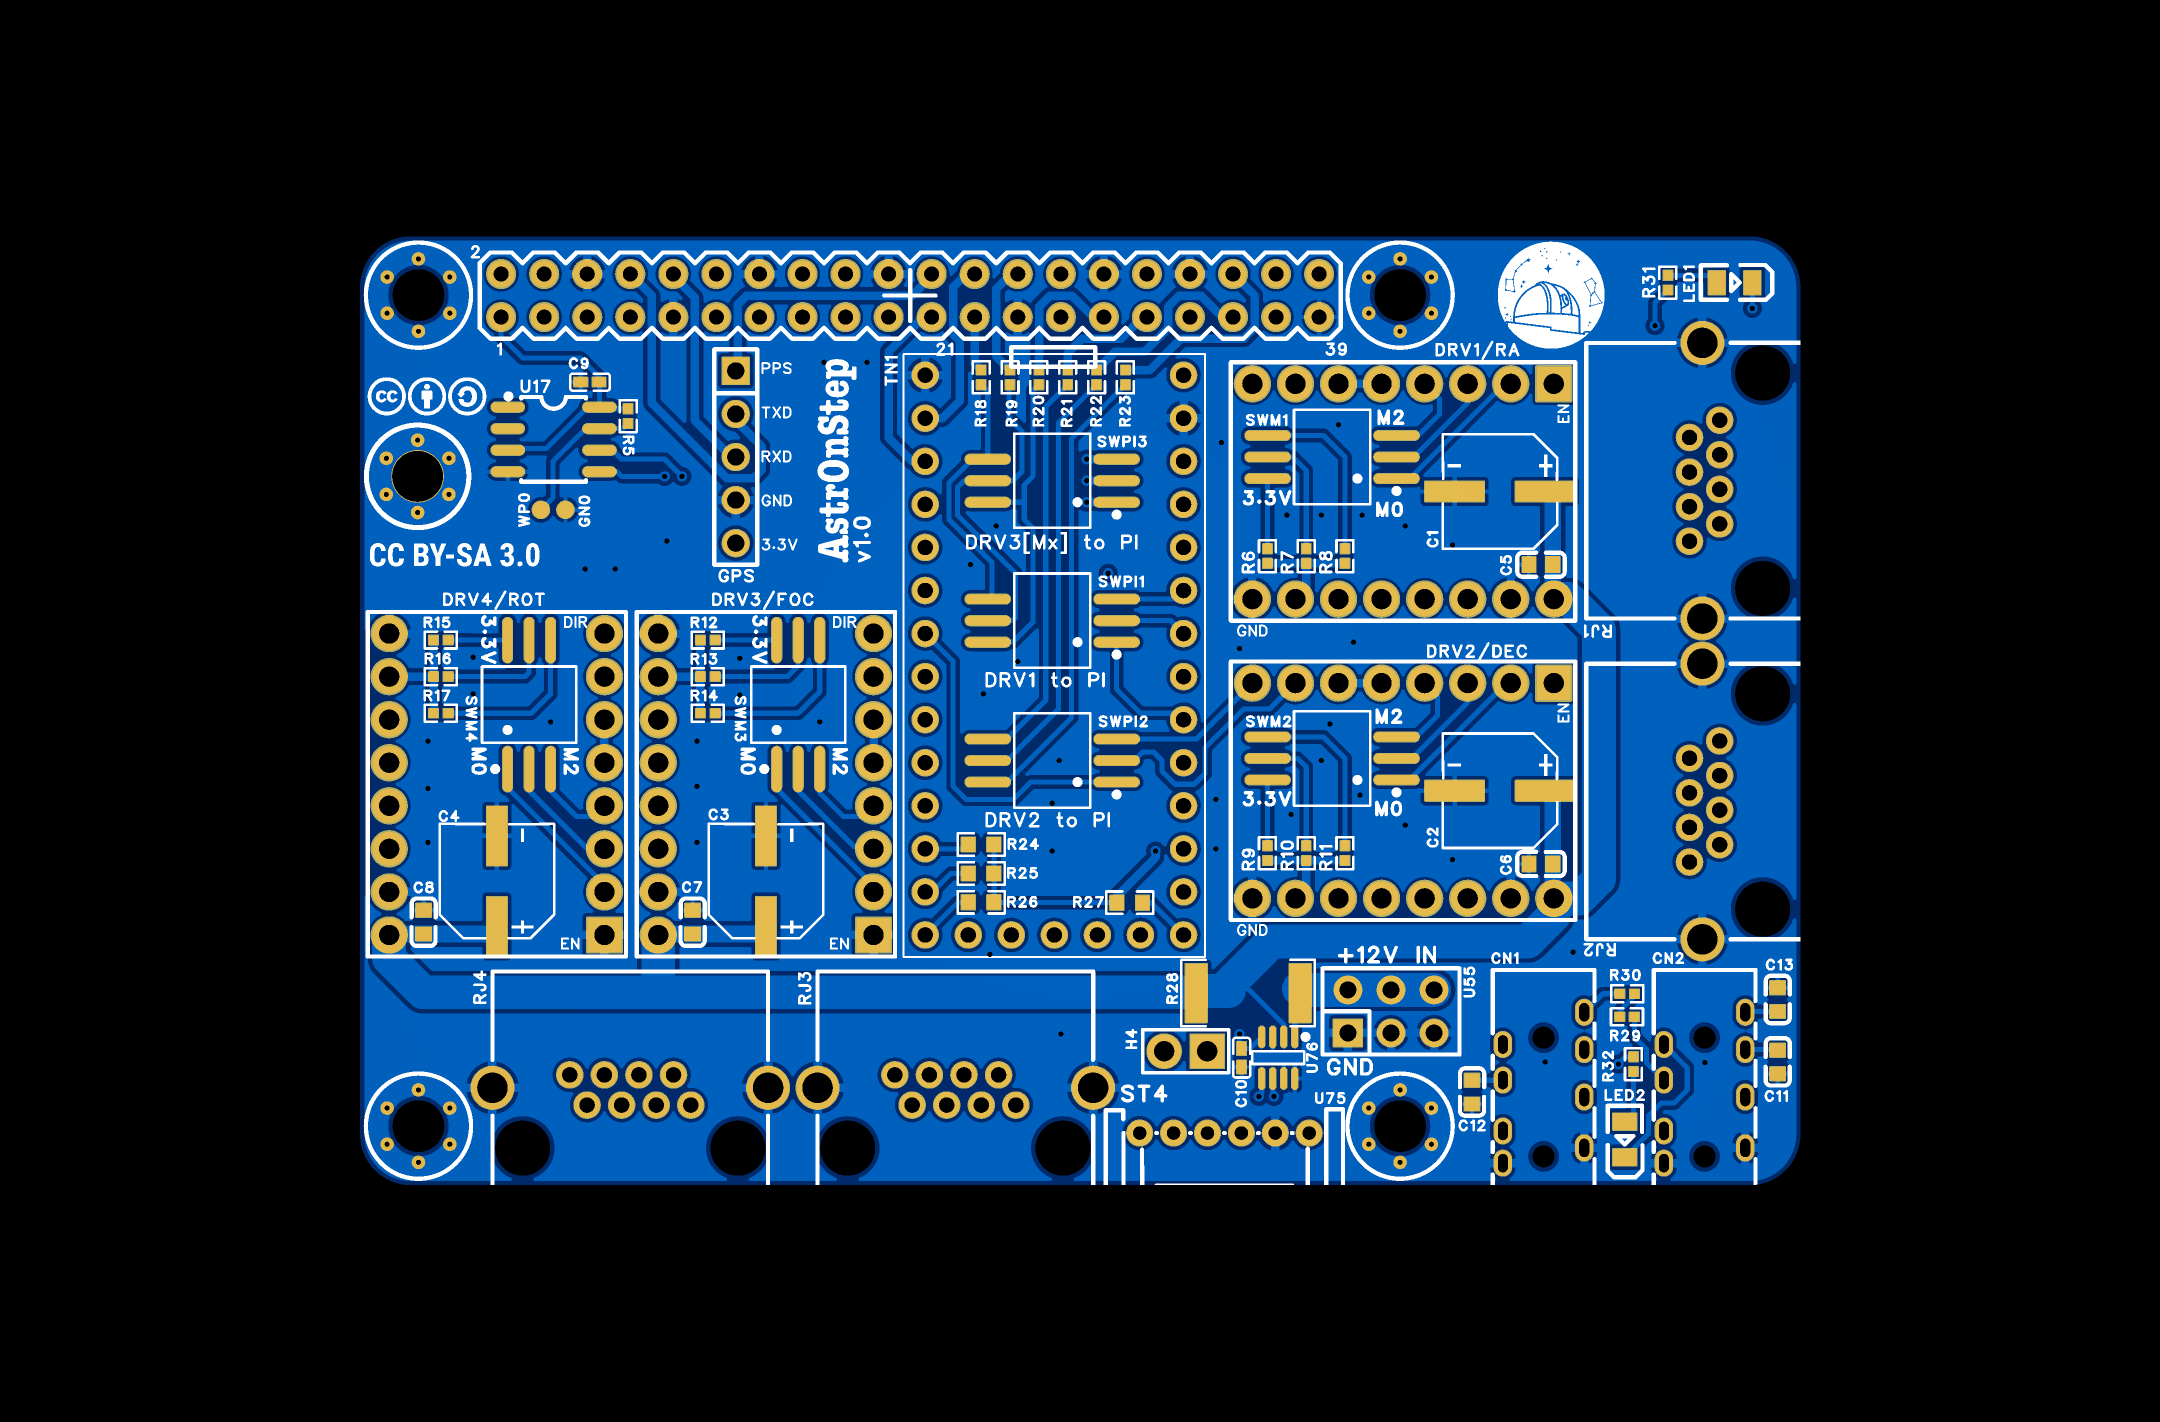 2
1
21
39
LED1
R31
CC
U17
C9
R5
WP0
GND
CC BY-SA 3.0
PPS
TXD
RXD
GND
3.3V
GPS
AstrOnStep
v1.0
TN1
R18
R19
R20
R21
R22
R23
SWPI3
DRV3[Mx] to PI
SWPI1
DRV1 to PI
SWPI2
DRV2 to PI
R24
R25
R26
R27
DRV1/RA
EN
SWM1
M2
3.3V
M0
- +
C1
R6
R7
R8
C5
GND
RJ1
DRV2/DEC
EN
SWM2
M2
3.3V
M0
- +
C2
R9
R10
R11
C6
GND
RJ2
DRV4/ROT
R15
R16
R17
3.3V
DIR
SWM4
M0
M2
C4
-
+
C8
EN
DRV3/FOC
R12
R13
R14
3.3V
DIR
SWM3
M0
M2
C3
-
+
C7
EN
RJ4
RJ3
R28
+12V IN
U55
GND
H4
C10
U76
ST4
U75
C12
CN1
R30
R29
R32
LED2
CN2
C13
C11